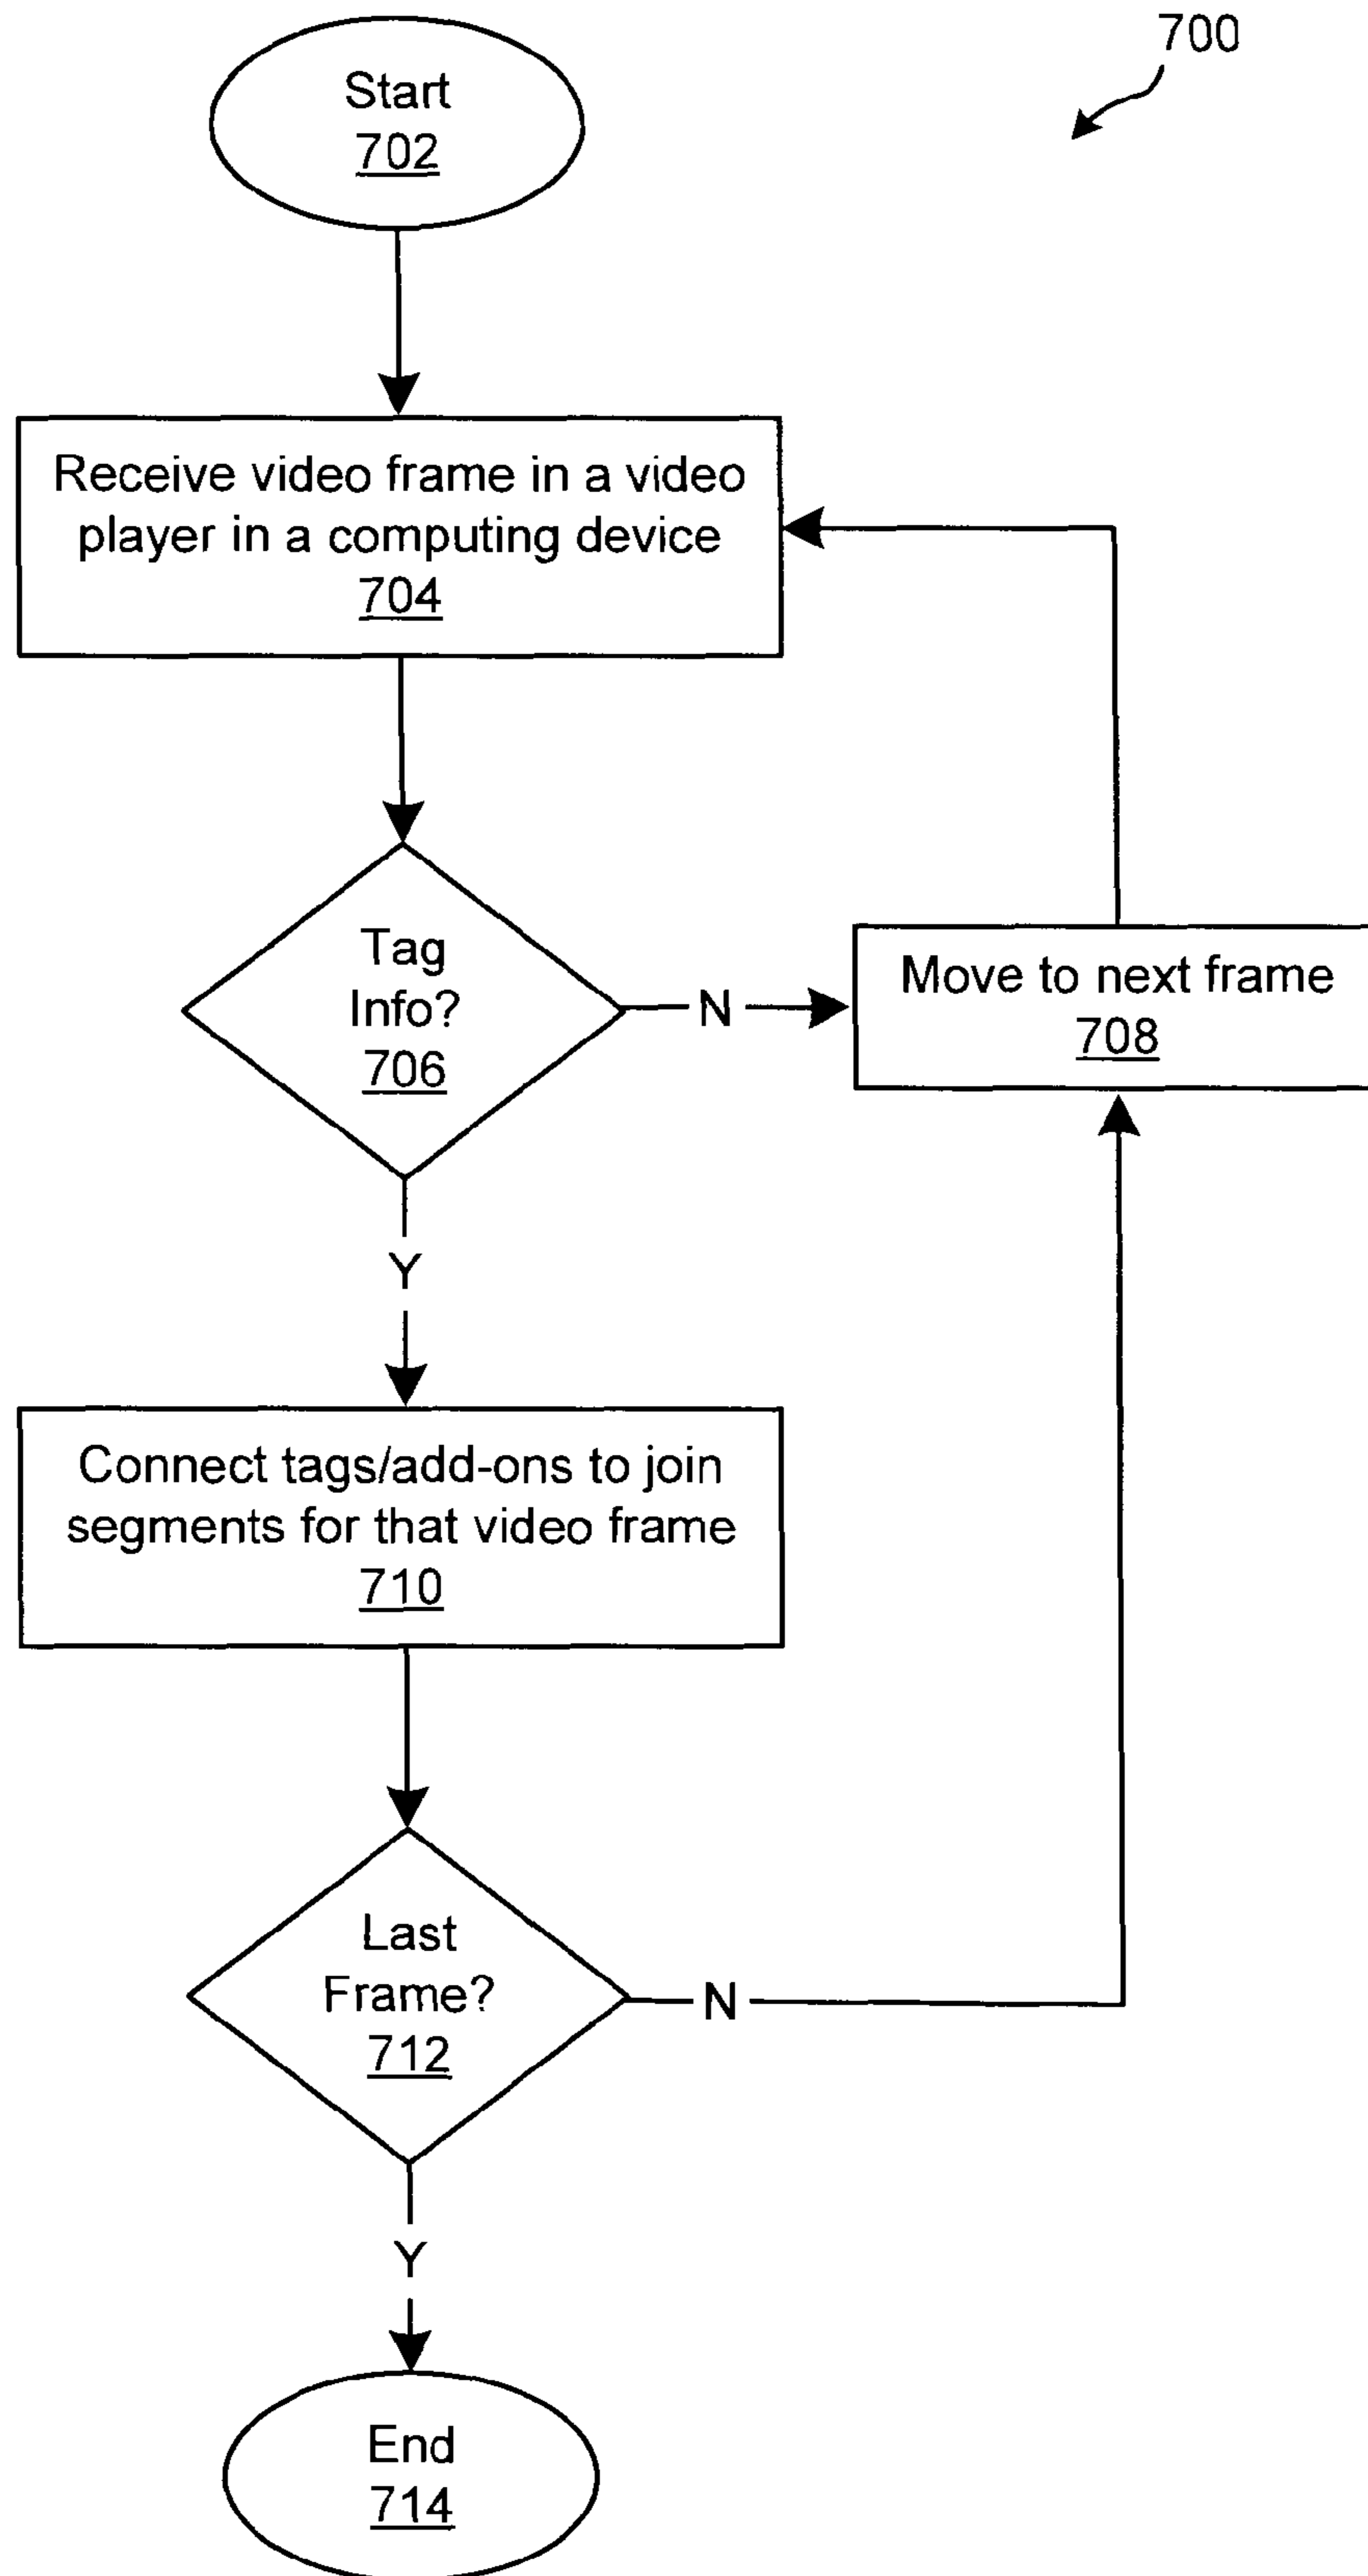 700
Start
702
Receive video frame in a video
player in a computing device
704
Tag
Info?
706
N
Move to next frame
708
Y
Connect tags/add-ons to join
segments for that video frame
710
Last
Frame?
712
N
Y
End
714